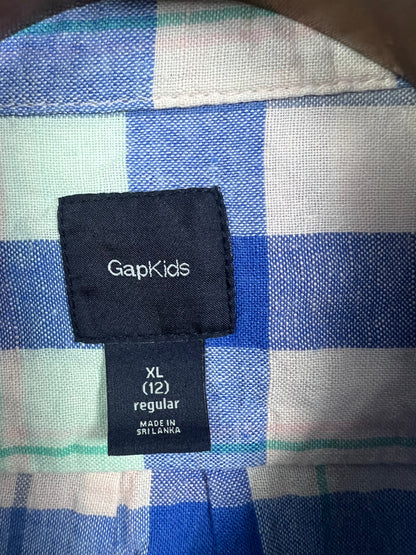 GapKids
XL
(12)
regular
MADE IN
SRI LANKA